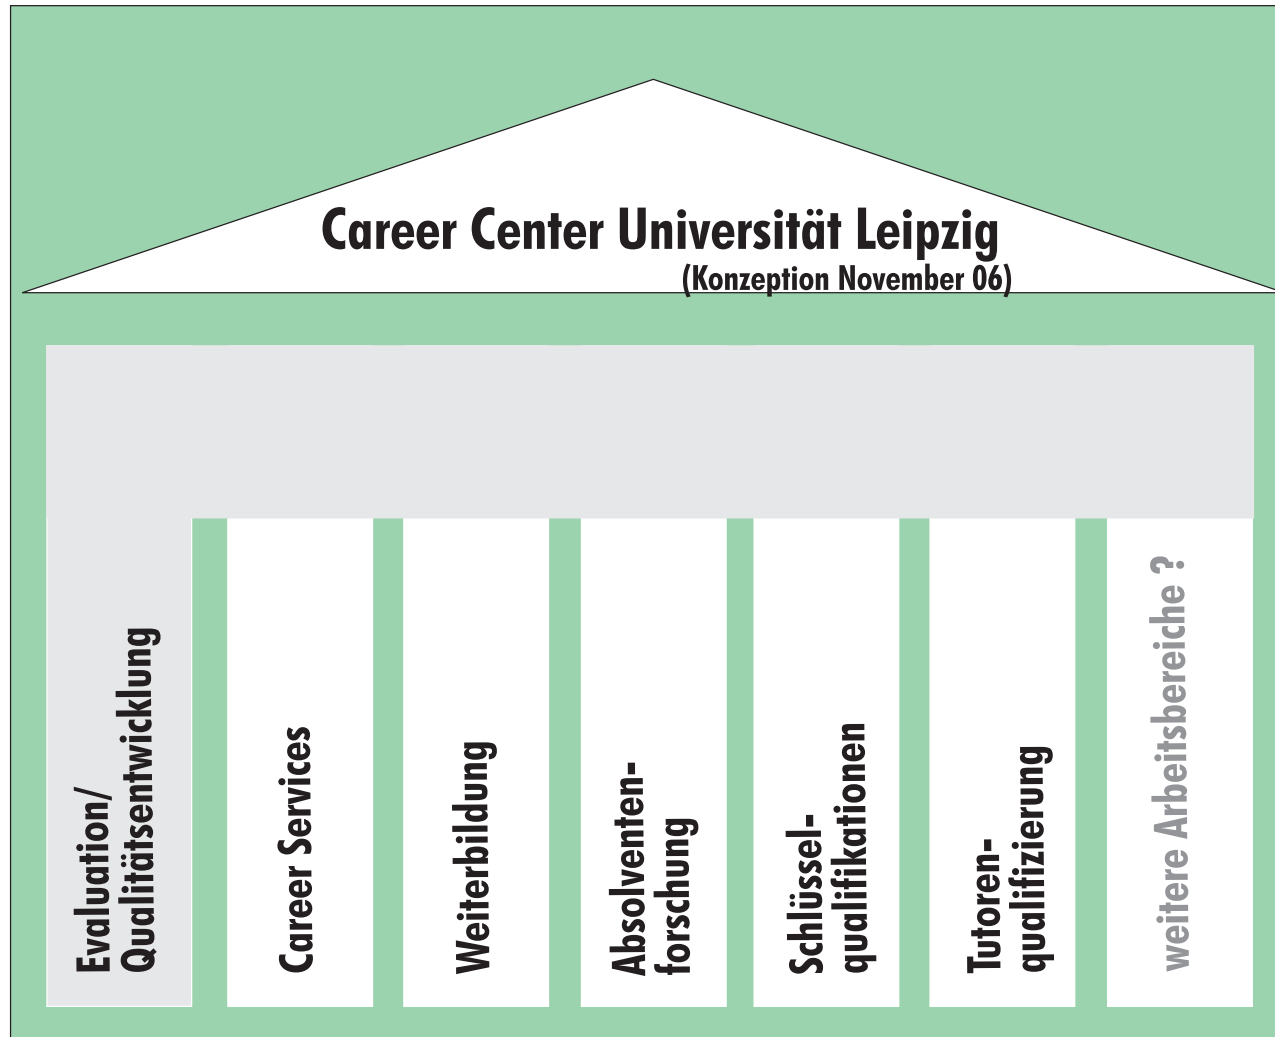 Career Center Universität Leipzig
(Konzeption November 06)
Evaluation/
Qualitätsentwicklung
Career Services
Weiterbildung
Absolventen-
forschung
Schlüssel-
qualifikationen
Tutoren-
qualifizierung
weitere Arbeitsbereiche ?